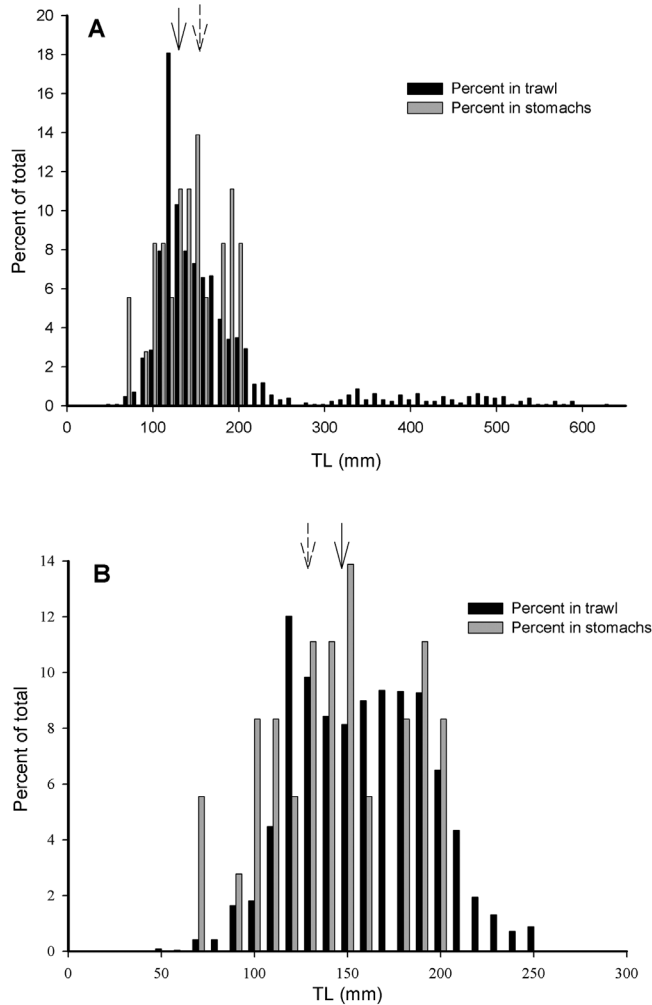 A
20
18
16
14
12
10
8
6
4
2
0
Percent of total
Percent in trawl
Percent in stomachs
0 100 200 300 400 500 600
TL (mm)
B
14
12
10
8
6
4
2
0
Percent of total
Percent in trawl
Percent in stomachs
0 50 100 150 200 250 300
TL (mm)